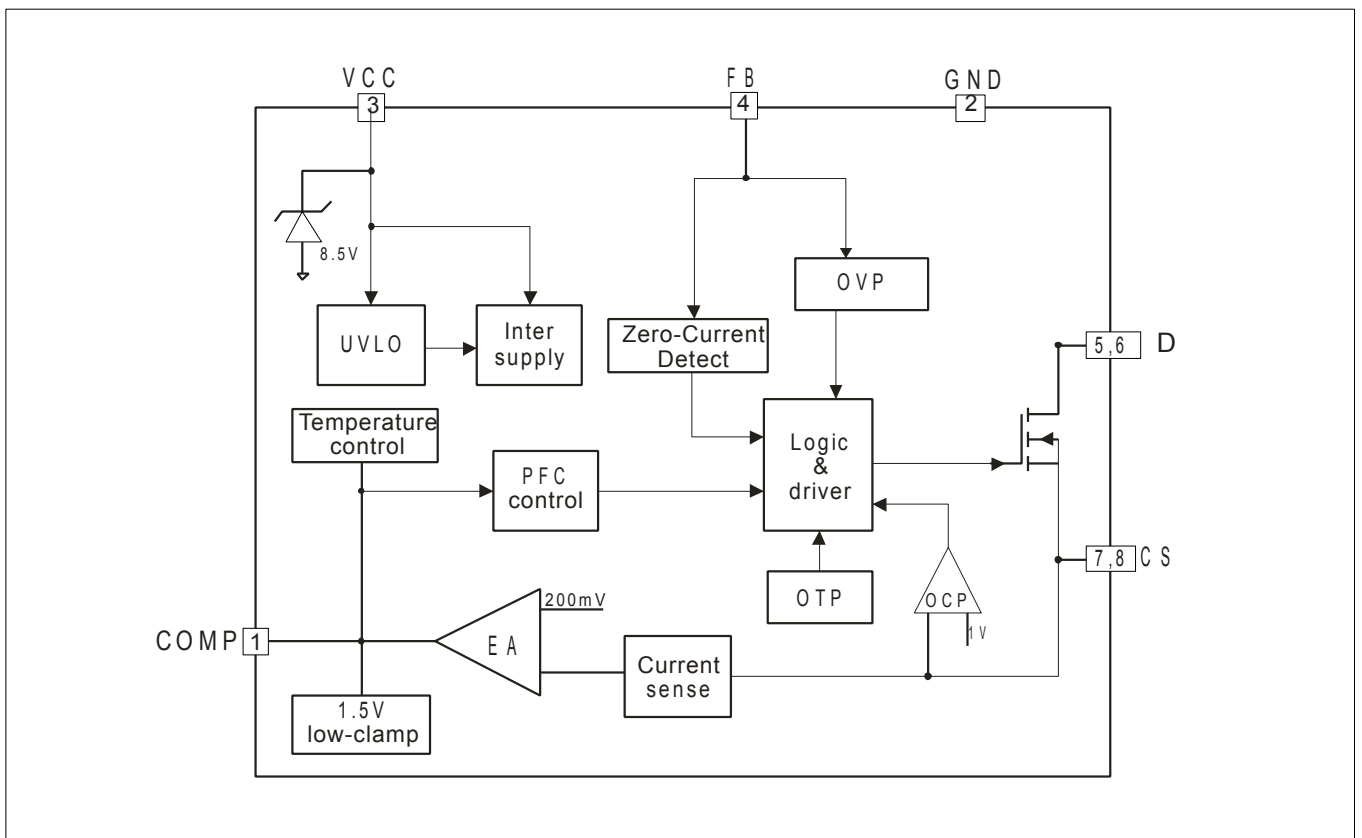 VCC
3
FB
4
GND
2
8.5V
OVP
UVLO
Inter
supply
Zero-Current
Detect
5,6
D
Temperature
control
PFC
control
Logic
&
driver
7,8
CS
OTP
OCP
1V
200mV
EA
COMP
1
Current
sense
1.5V
low-clamp